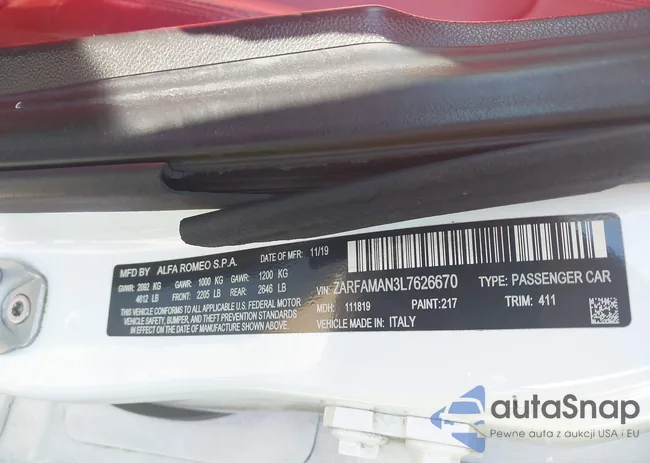 MFD BY ALFA ROMEO S.P.A. DATE OF MFR: 11/19
GVWR: 2092 KG GAWR: 1000 KG GAWR: 1200 KG
4612 LB FRONT: 2205 LB REAR: 2646 LB
THIS VEHICLE CONFORMS TO ALL APPLICABLE U.S. FEDERAL MOTOR
VEHICLE SAFETY, BUMPER, AND THEFT PREVENTION STANDARDS
IN EFFECT ON THE DATE OF MANUFACTURE SHOWN ABOVE.
VIN: ZARFAMAN3L7626670 TYPE: PASSENGER CAR
MDH: 111819 PAINT:217 TRIM: 411
VEHICLE MADE IN: ITALY
autaSnap
Pewne auta z aukcji USA i EU